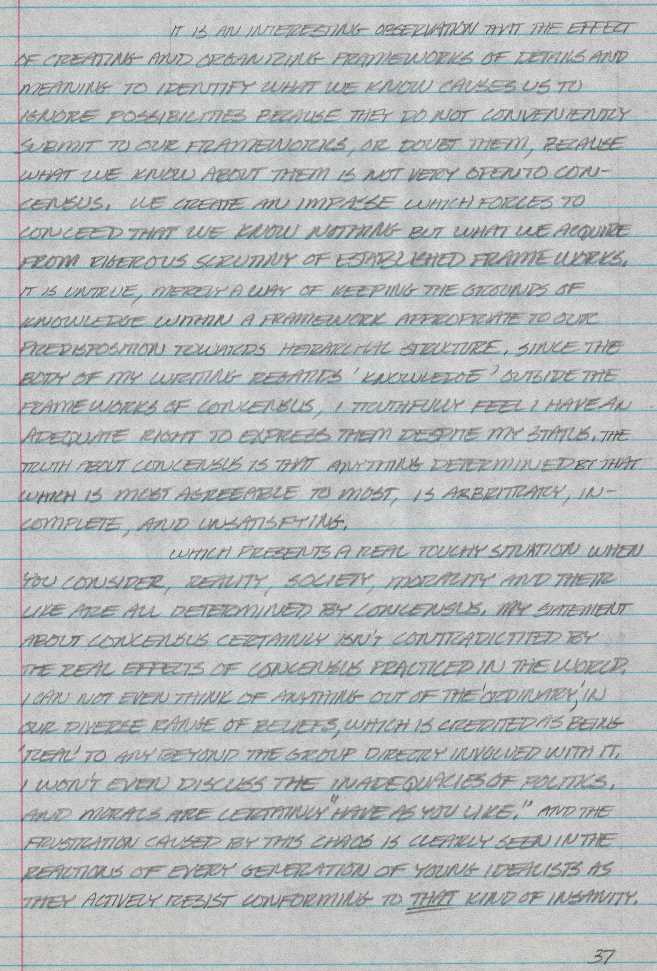 IT IS AN INTERESTING OBSERVATION THAT THE EFFECT
OF CREATING AND ORGANIZING FRAMEWORKS OF DETAILS AND
MEANING TO IDENTIFY WHAT WE KNOW CAUSES US TO
IGNORE POSSIBILITIES BECAUSE THEY DO NOT CONVENIENTLY
SUBMIT TO OUR FRAMEWORKS, OR DOUBT THEM, BECAUSE
WHAT WE KNOW ABOUT THEM IS NOT VERY OPEN TO CON-
CENSUS. WE CREATE AN IMPASSE WHICH FORCES TO
CONCEED THAT WE KNOW NOTHING BUT WHAT WE ACQUIRE
FROM RIGEROUS SCRUTINY OF ESTABLISHED FRAMEWORKS.
IT IS UNTRUE, MERELY A WAY OF KEEPING THE GROUNDS OF
KNOWLEDGE WITHIN A FRAMEWORK APPROPRIATE TO OUR
PREDISPOSITION TOWARDS HEIRARCHAL STRUCTURE. SINCE THE
BODY OF MY WRITING REGARDS 'KNOWLEDGE' OUTSIDE THE
FRAMEWORKS OF CONCENSUS, I TRUTHFULLY FEEL I HAVE AN
ADEQUATE RIGHT TO EXPRESS THEM DESPITE MY STATUS. THE
TRUTH ABOUT CONCENSUS IS THAT ANYTHING DETERMINED BY THAT
WHICH IS MOST AGREEABLE TO MOST, IS ARBRITRARY, IN-
COMPLETE, AND UNSATISFYING.
WHICH PRESENTS A REAL TOUCHY SITUATION WHEN
YOU CONSIDER, REALITY, SOCIETY, MORALITY AND THEIR
LIKE ARE ALL DETERMINED BY CONCENSUS. MY STATEMENT
ABOUT CONCENSUS CERTAINLY ISN'T CONTRADICTITED BY
THE REAL EFFECTS OF CONCENSUS PRACTICED IN THE WORLD.
I CAN NOT EVEN THINK OF ANYTHING OUT OF THE 'ORDINARY,' IN
OUR DIVERSE RANGE OF BELIEFS, WHICH IS CREDITED AS BEING
'REAL' TO ANY BEYOND THE GROUP DIRECTLY INVOLVED WITH IT.
I WON'T EVEN DISCUSS THE INADEQUACIES OF POLITICS.
AND MORALS ARE CERTAINLY "HAVE AS YOU LIKE." AND THE
FRUSTRATION CAUSED BY THIS CHAOS IS CLEARLY SEEN IN THE
REACTIONS OF EVERY GENERATION OF YOUNG IDEALISTS AS
THEY ACTIVELY RESIST CONFORMING TO THAT KIND OF INSANITY.
37